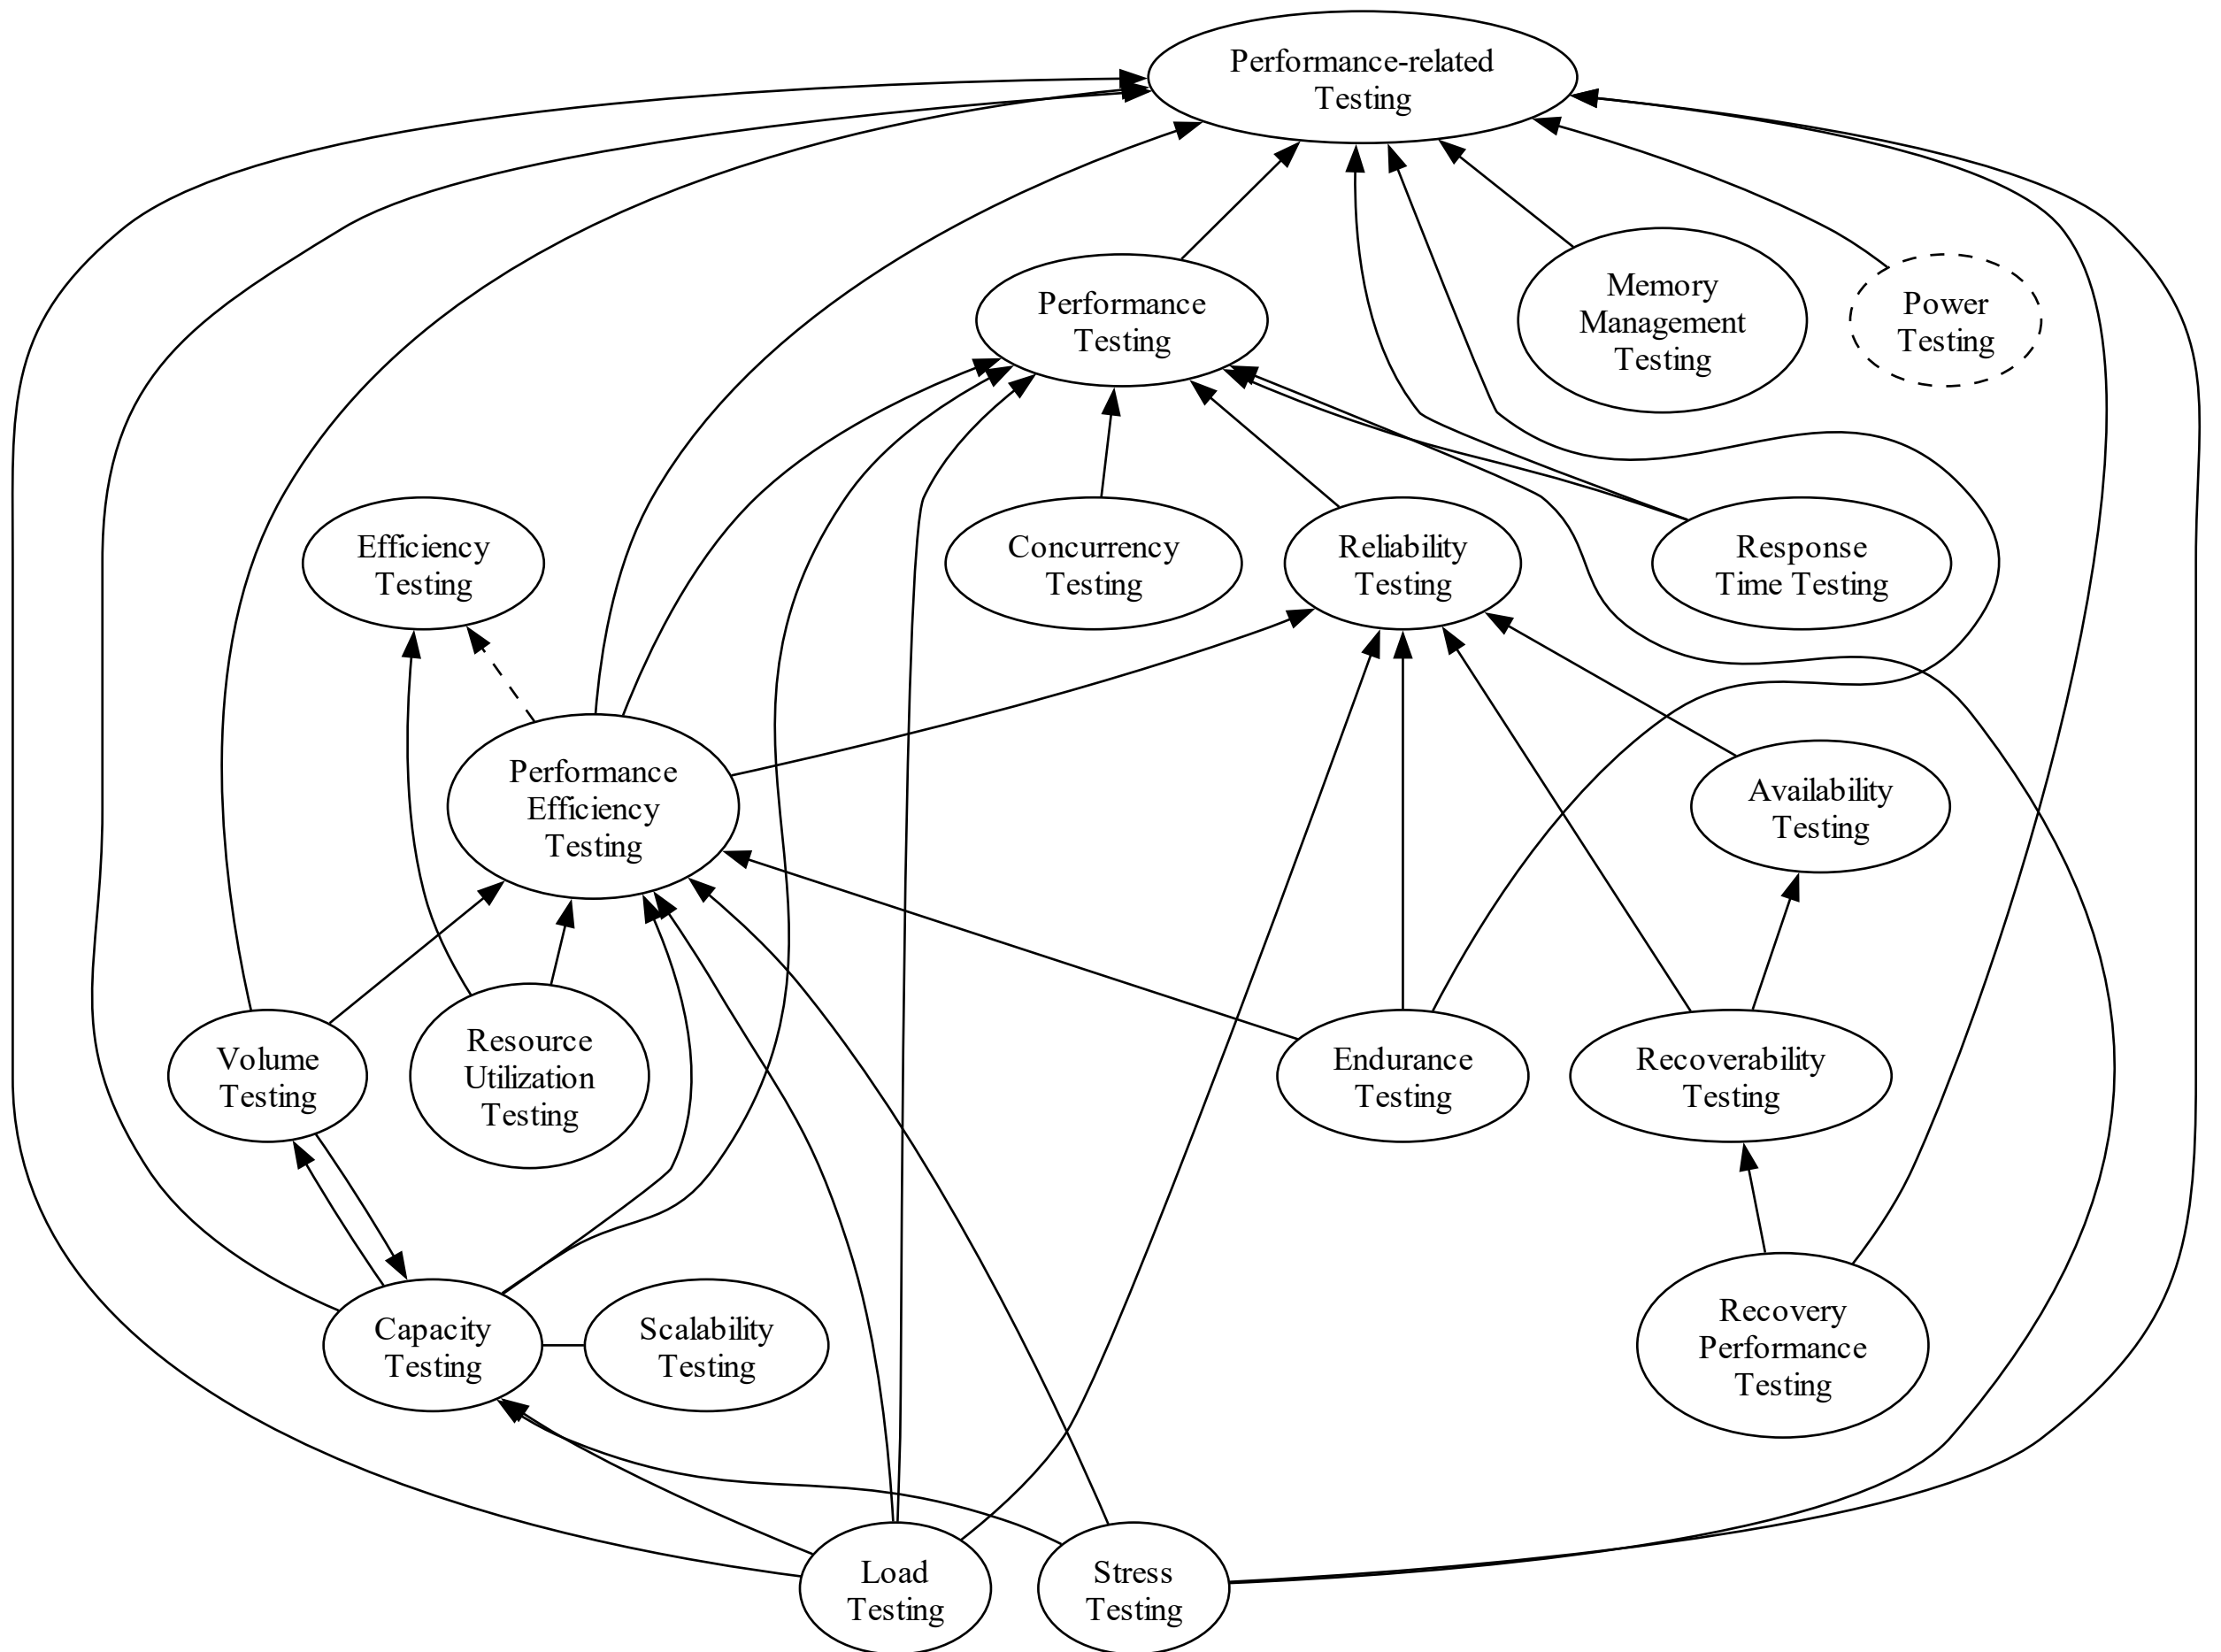 Performance-related
Testing
Performance
Testing
Memory
Management
Testing
Power
Testing
Efficiency
Testing
Concurrency
Testing
Reliability
Testing
Response
Time Testing
Performance
Efficiency
Testing
Availability
Testing
Volume
Testing
Resource
Utilization
Testing
Endurance
Testing
Recoverability
Testing
Capacity
Testing
Scalability
Testing
Recovery
Performance
Testing
Load
Testing
Stress
Testing